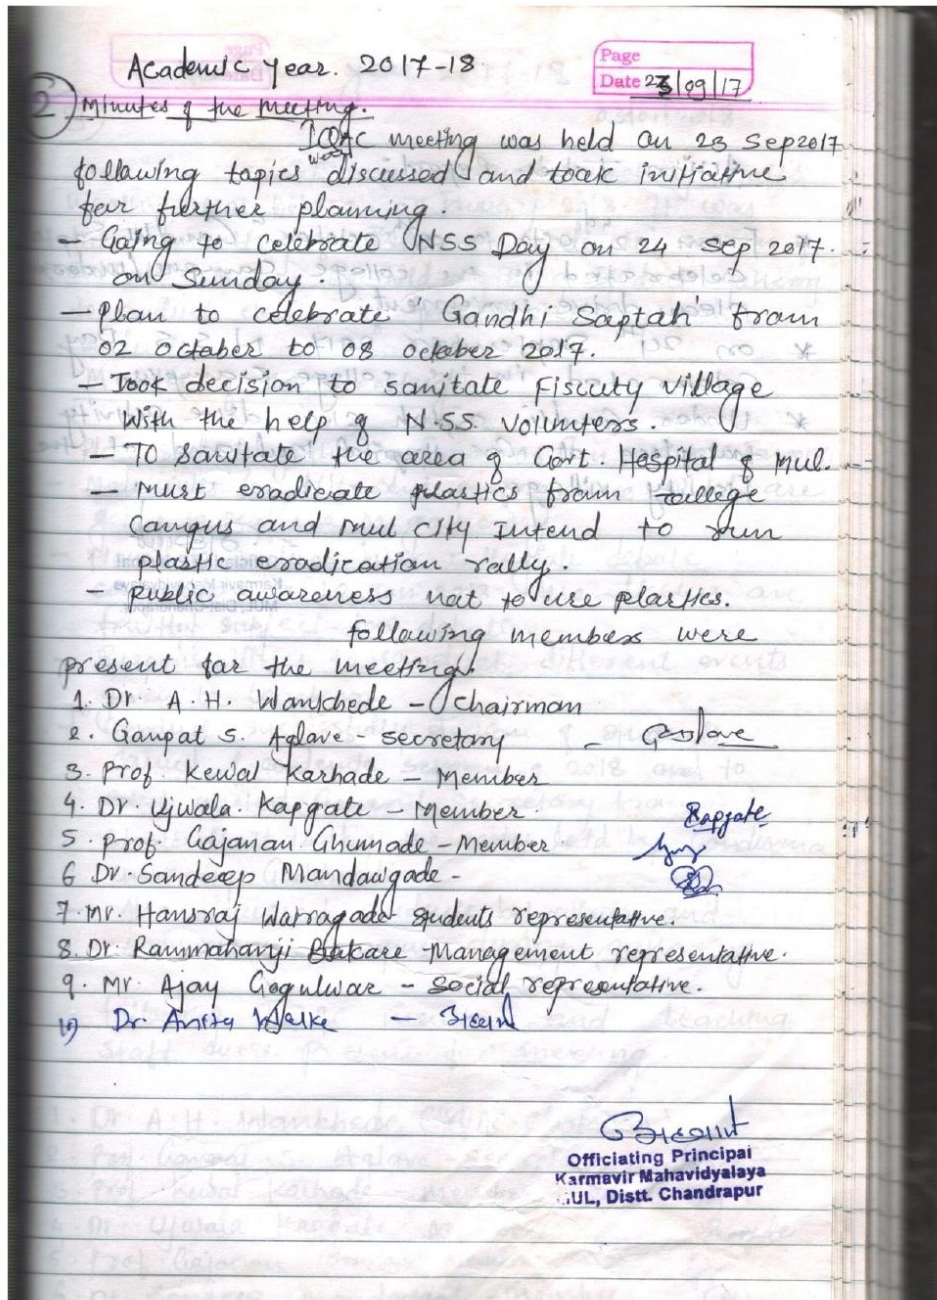 Academic Year. 2017-18
Page
Date 23/09/17
2 Minutes of the Meeting.
IQAC meeting was held on 23 Sep 2017
following topics were discussed and took initiative
for further planning.
- Going to celebrate NSS Day on 24 Sep 2017.
on Sunday.
- Plan to celebrate 'Gandhi Saptah' from
02 October to 08 October 2017.
- Took decision to sanitate Fiscuty village
With the help of N.S.S. volunters.
- To sanitate the area of Govt. Hospital of Mul.
- Must eradicate plastics from college
Campus and Mul City Intend to run
plastic eradication rally.
- Public awareness not to use plastics.
following members were
present for the meeting.
1. Dr. A. H. Wankhede - Chairman
2. Ganpat S. Aglave - Secretary -
3. Prof. Kewal Karhade - Member
4. Dr. Ujwala Kapgate - Member. Kapgate
5. Prof. Gajanan Ghumade - Member
6 Dr. Sandeep Mandawgade -
7. Mr. Hansraj Watragade students representative.
8. Dr. Rammahanji Bakare - Management representative.
9. Mr. Ajay Gogulwar - Social representative.
10) Dr. Anita Walke -
Officiating Principal
Karmavir Mahavidyalaya
MUL, Distt. Chandrapur